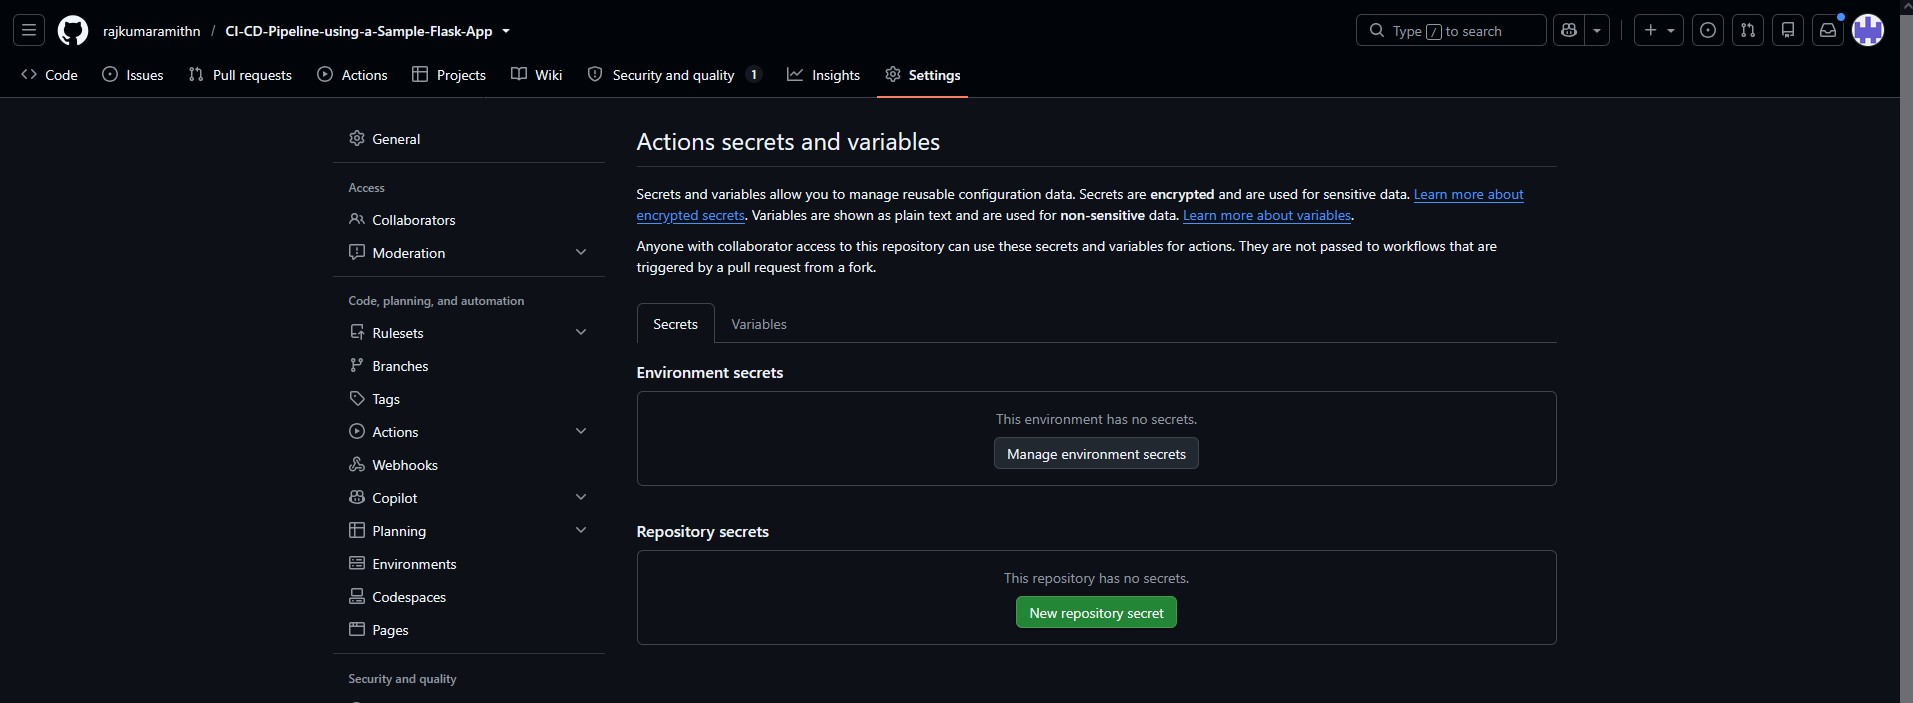 rajkumaramithn / CI-CD-Pipeline-using-a-Sample-Flask-App
Type / to search
Code Issues Pull requests Actions Projects Wiki Security and quality 1 Insights Settings
General
Access
Collaborators
Moderation
Code, planning, and automation
Rulesets
Branches
Tags
Actions
Webhooks
Copilot
Planning
Environments
Codespaces
Pages
Security and quality
Actions secrets and variables
Secrets and variables allow you to manage reusable configuration data. Secrets are encrypted and are used for sensitive data. Learn more about
encrypted secrets. Variables are shown as plain text and are used for non-sensitive data. Learn more about variables.
Anyone with collaborator access to this repository can use these secrets and variables for actions. They are not passed to workflows that are
triggered by a pull request from a fork.
Secrets Variables
Environment secrets
This environment has no secrets.
Manage environment secrets
Repository secrets
This repository has no secrets.
New repository secret